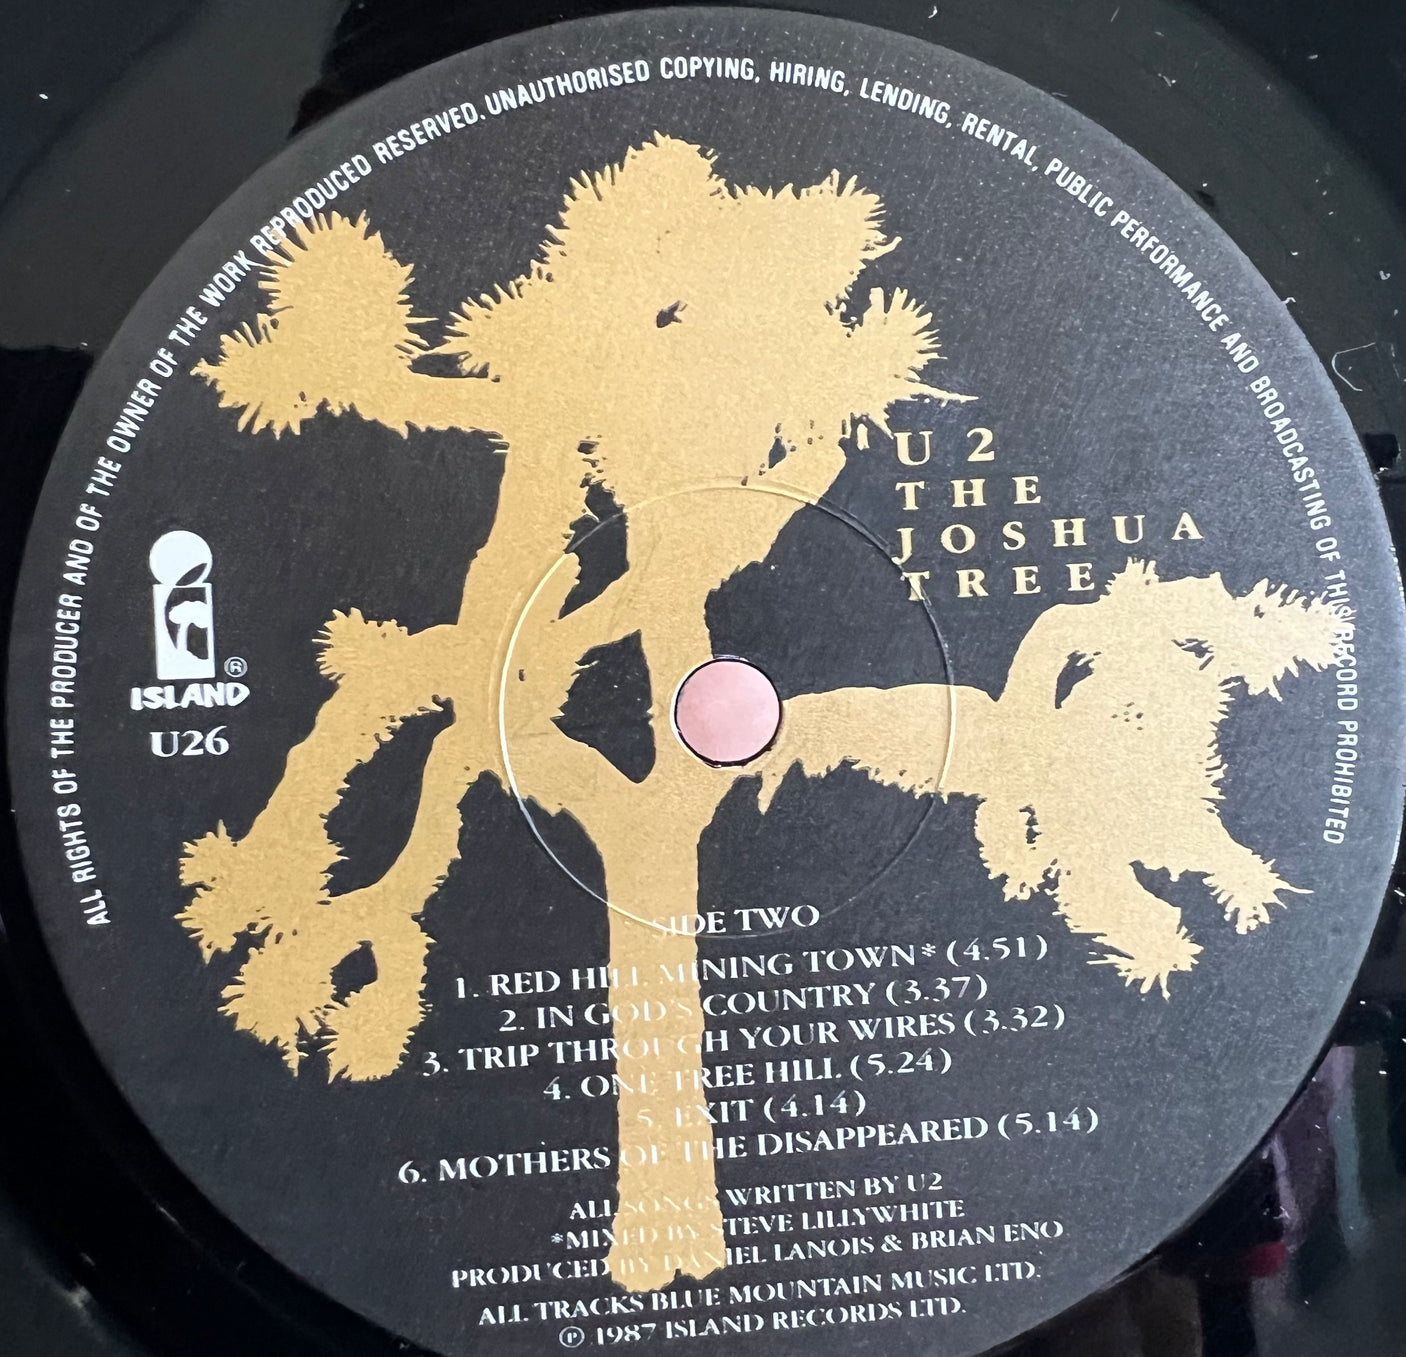 ALL RIGHTS OF THE PRODUCER AND OF THE OWNER OF THE WORK REPRODUCED RESERVED. UNAUTHORISED COPYING, HIRING, LENDING, RENTAL, PUBLIC PERFORMANCE AND BROADCASTING OF THIS RECORD PROHIBITED
U2
THE
JOSHUA
TREE
®
ISLAND
U26
SIDE TWO
1. RED HILL MINING TOWN* (4.51)
2. IN GOD'S COUNTRY (3.37)
3. TRIP THROUGH YOUR WIRES (3.32)
4. ONE TREE HILL (5.24)
5. EXIT (4.14)
6. MOTHERS OF THE DISAPPEARED (5.14)
ALL SONGS WRITTEN BY U2
*MIXED BY STEVE LILLYWHITE
PRODUCED BY DANIEL LANOIS & BRIAN ENO
ALL TRACKS BLUE MOUNTAIN MUSIC LTD.
℗ 1987 ISLAND RECORDS LTD.